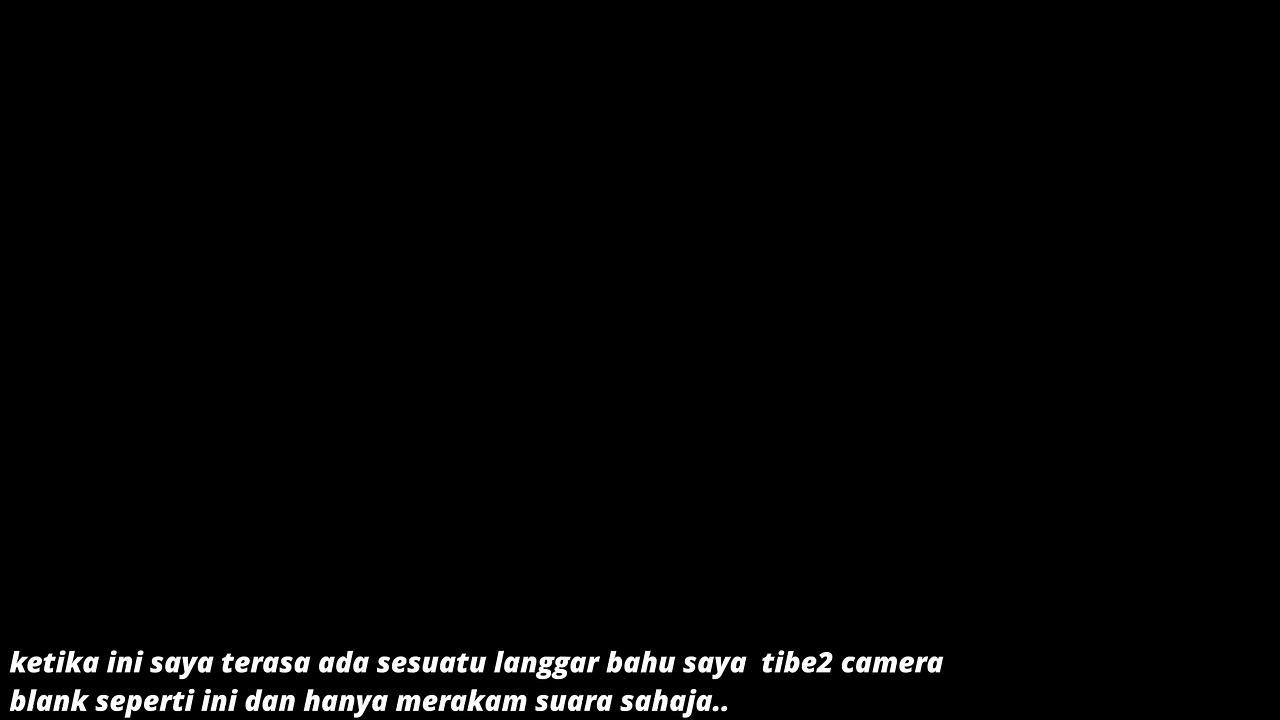 ketika ini saya terasa ada sesuatu langgar bahu saya  tibe2 camera
blank seperti ini dan hanya merakam suara sahaja..